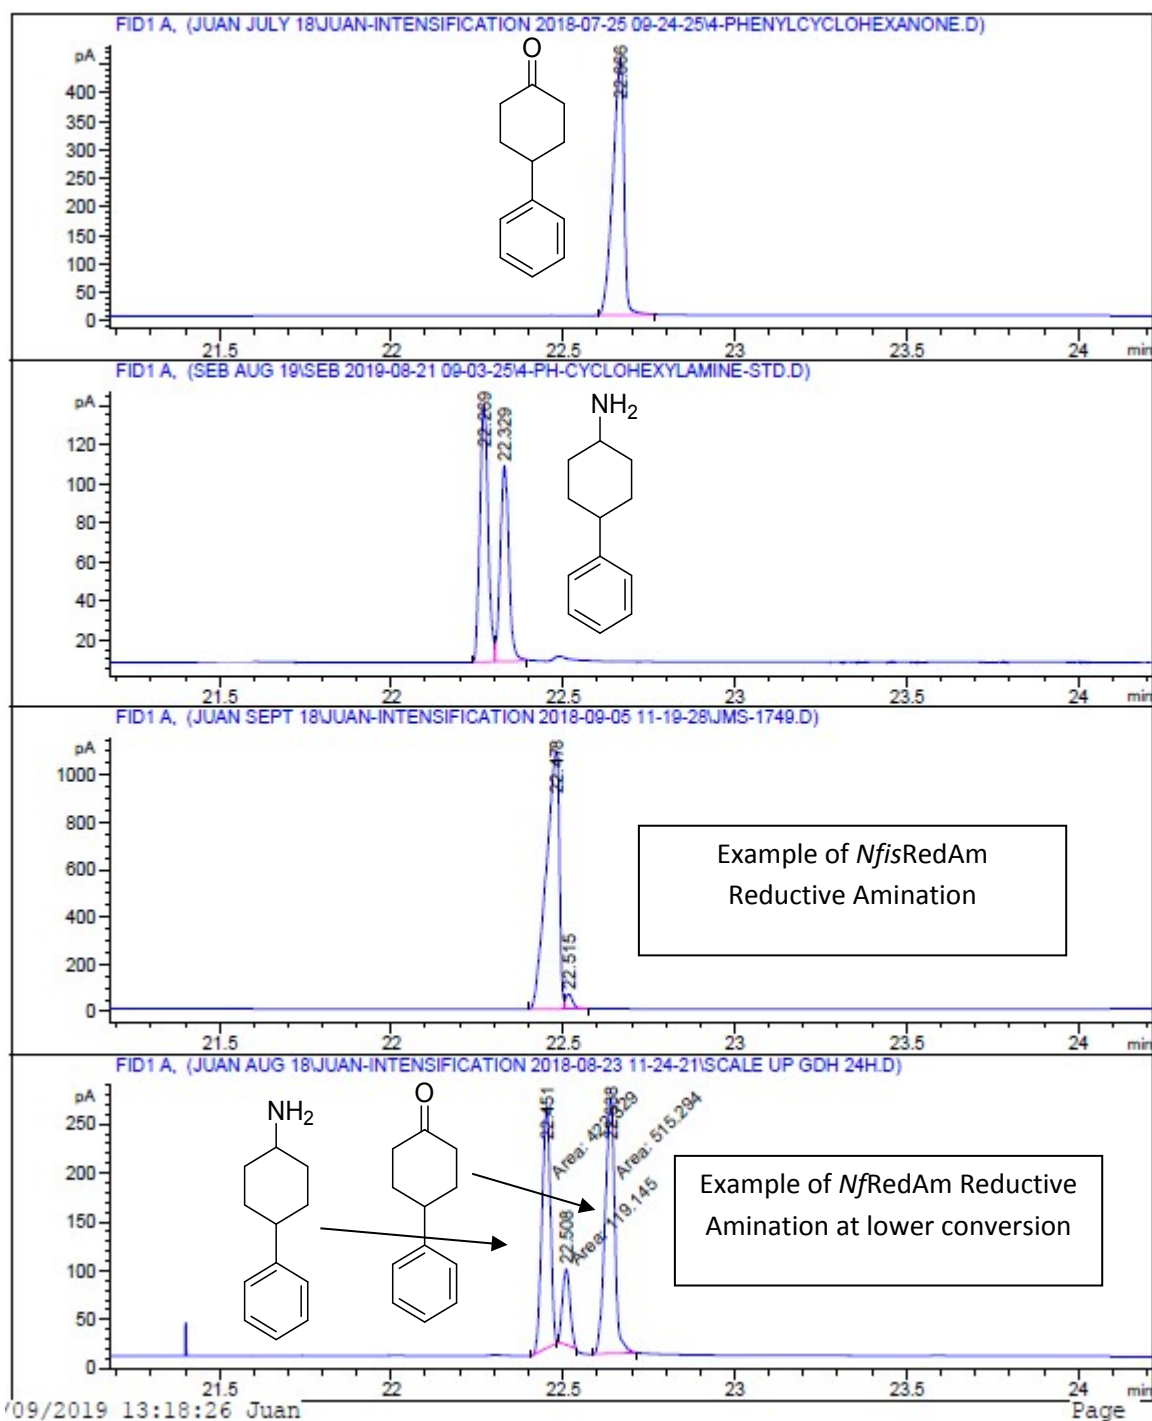 FID1 A, (JUAN JULY 18\JUAN-INTENSIFICATION 2018-07-25 09-24-25\4-PHENYLCYCLOHEXANONE.D)
pA
22.666
O
400
350
300
250
200
150
100
50
0
21.5 22 22.5 23 23.5 24 min
FID1 A, (SEB AUG 19\SEB 2019-08-21 09-03-25\4-PH-CYCLOHEXYLAMINE-STD.D)
pA
22.269
22.329
NH2
120
100
80
60
40
20
21.5 22 22.5 23 23.5 24 min
FID1 A, (JUAN SEPT 18\JUAN-INTENSIFICATION 2018-09-05 11-19-28\JMS-1749.D)
pA
22.478
22.515
1000
800
600
400
200
0
Example of NfisRedAm
Reductive Amination
21.5 22 22.5 23 23.5 24 min
FID1 A, (JUAN AUG 18\JUAN-INTENSIFICATION 2018-08-23 11-24-21\SCALE UP GDH 24H.D)
pA
NH2
O
22.451
22.508
Area: 119.145
Area: 515.294
250
200
150
100
50
0
Example of NfRedAm Reductive
Amination at lower conversion
21.5 22 22.5 23 23.5 24 min
/09/2019 13:18:26 Juan Page